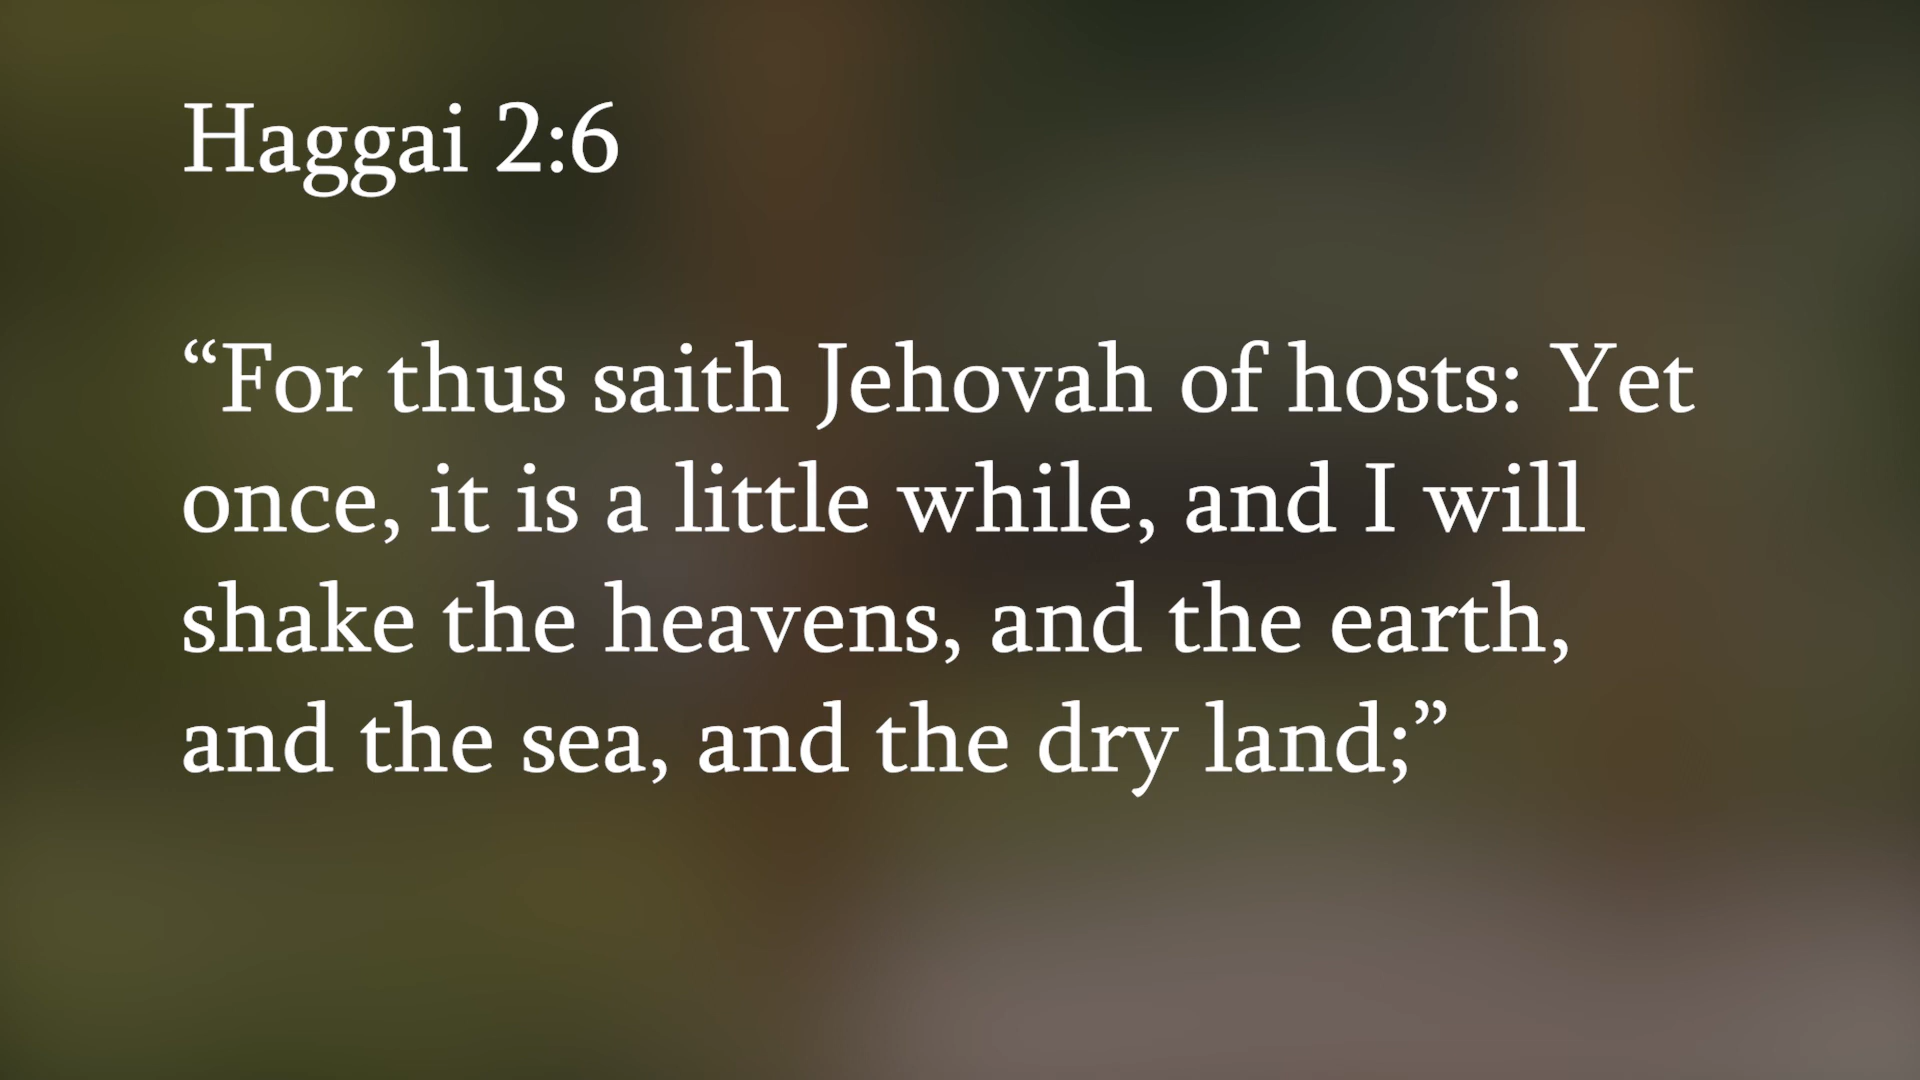 Haggai 2:6
“For thus saith Jehovah of hosts: Yet
once, it is a little while, and I will
shake the heavens, and the earth,
and the sea, and the dry land;”